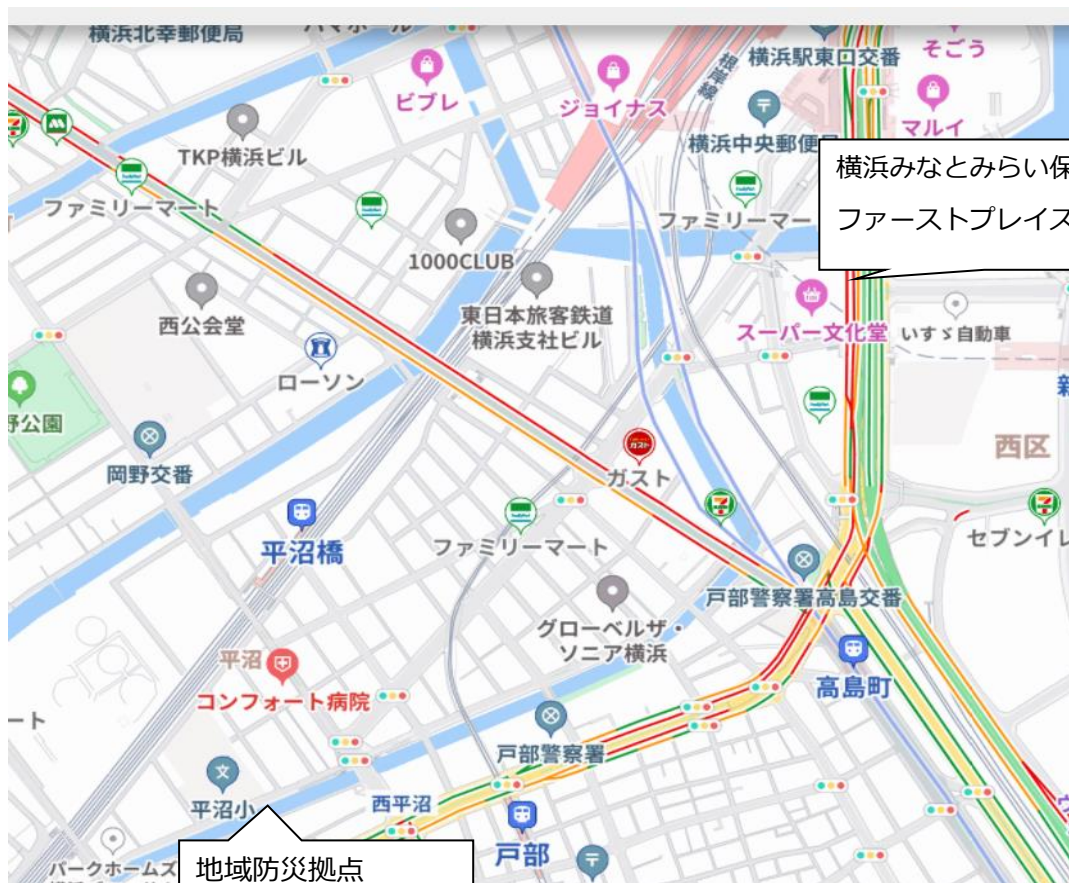 横浜北幸郵便局
ビブレ
根岸線
横浜駅東口交番
そごう
ジョイナス
マルイ
TKP横浜ビル
横浜中央郵便
横浜みなとみらい保
ファーストプレイス
ファミリーマート
ファミリーマー
1000CLUB
西公会堂
東日本旅客鉄道
横浜支社ビル
スーパー文化堂
いすゞ自動車
ローソン
新
野公園
西区
岡野交番
ガスト
平沼橋
ファミリーマート
セブンイレ
戸部警察署高島交番
グローベルザ・
ソニア横浜
平沼
高島町
コンフォート病院
ート
戸部警察署
平沼小
西平沼
戸部
パークホームズ
地域防災拠点